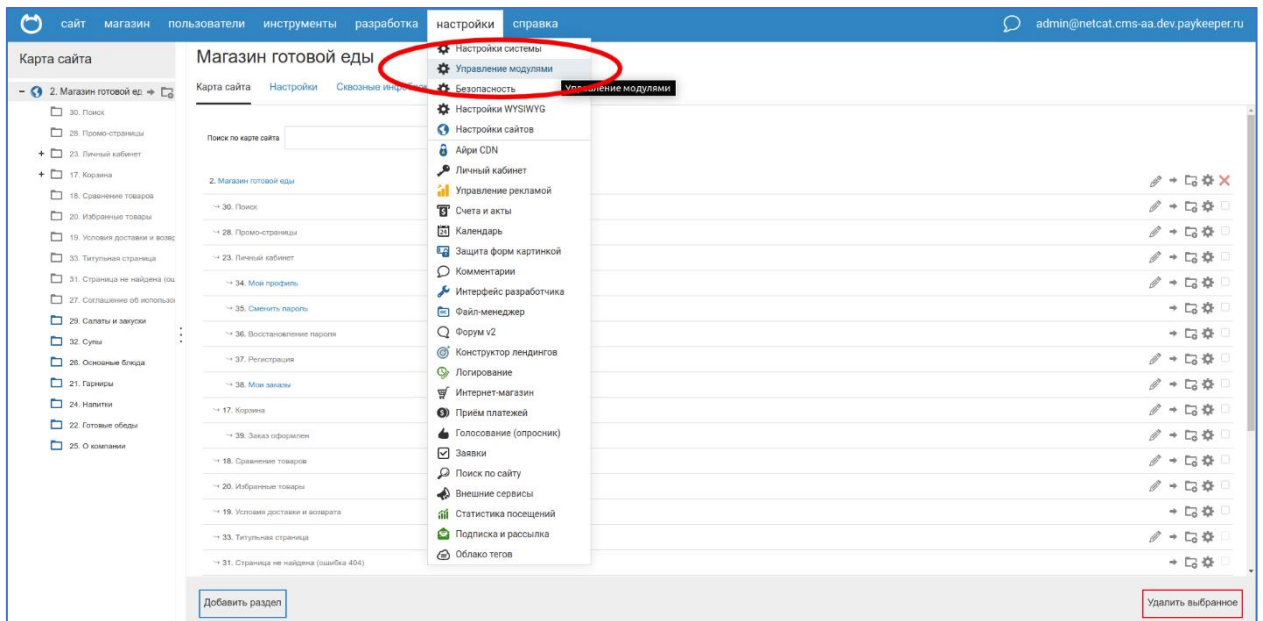 сайт магазин пользователи инструменты разработка настройки справка admin@netcat.cms-aa.dev.paykeeper.ru
Карта сайта
2. Магазин готовой ед
30. Поиск
28. Промо-страницы
23. Личный кабинет
17. Корзина
18. Сравнение товаров
20. Избранные товары
19. Условия доставки и возвр
33. Титульная страница
31. Страница не найдена (ош
27. Соглашение об использо
29. Салаты и закуски
32. Супы
26. Основные блюда
21. Гарниры
24. Напитки
22. Готовые обеды
25. О компании
Магазин готовой еды
Карта сайта Настройки Сквозные инфоблок
Поиск по карте сайта
2. Магазин готовой еды
30. Поиск
28. Промо-страницы
23. Личный кабинет
34. Мой профиль
35. Сменить пароль
36. Восстановление пароля
37. Регистрация
38. Мои заказы
17. Корзина
39. Заказ оформлен
18. Сравнение товаров
20. Избранные товары
19. Условия доставки и возврата
33. Титульная страница
31. Страница не найдена (ошибка 404)
Настройки системы
Управление модулями
Безопасность
Управление модулями
Настройки WYSIWYG
Настройки сайтов
Айри CDN
Личный кабинет
Управление рекламой
Счета и акты
Календарь
Защита форм картинкой
Комментарии
Интерфейс разработчика
Файл-менеджер
Форум v2
Конструктор лендингов
Логирование
Интернет-магазин
Приём платежей
Голосование (опросник)
Заявки
Поиск по сайту
Внешние сервисы
Статистика посещений
Подписка и рассылка
Облако тегов
Добавить раздел
Удалить выбранное